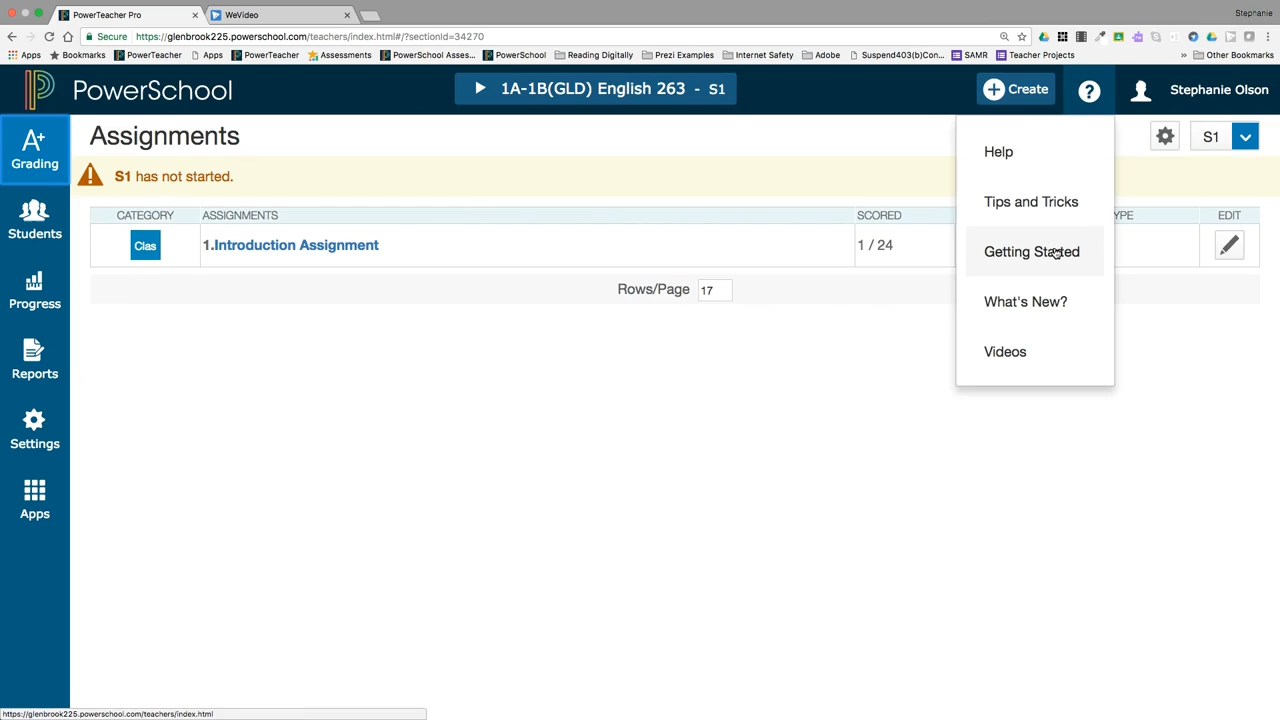 PowerTeacher Pro
WeVideo
Stephanie
Secure
https://glenbrook225.powerschool.com/teachers/index.html#/?sectionId=34270
Apps
Bookmarks
PowerTeacher
Apps
PowerTeacher
Assessments
PowerSchool Asses...
PowerSchool
Reading Digitally
Prezi Examples
Internet Safety
Adobe
Suspend403(b)Con...
SAMR
Teacher Projects
»
Other Bookmarks
PowerSchool
1A-1B(GLD) English 263 - S1
Create
?
Stephanie Olson
A+
Grading
Students
Progress
Reports
Settings
Apps
Assignments
S1
S1 has not started.
CATEGORY
ASSIGNMENTS
SCORED
YPE
EDIT
Clas
1.Introduction Assignment
1 / 24
Rows/Page 17
Help
Tips and Tricks
Getting Started
What's New?
Videos
https://glenbrook225.powerschool.com/teachers/index.html